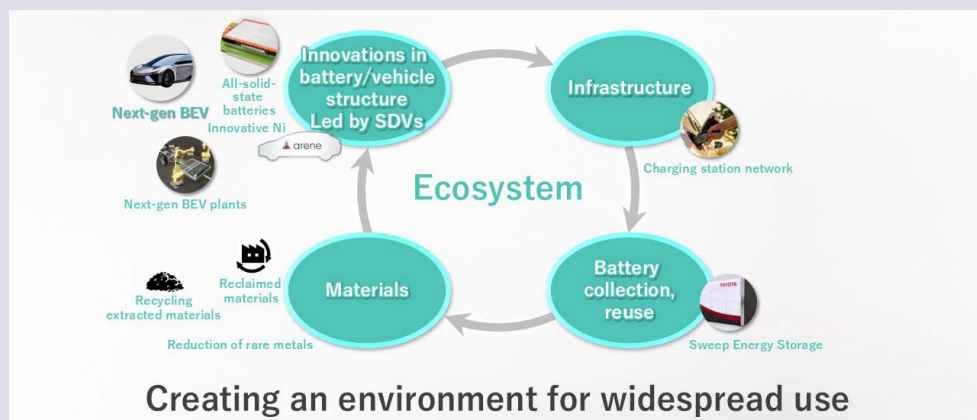 Innovations in
battery/vehicle
structure
Led by SDVs
Next-gen BEV
All-solid-
state
batteries
Innovative Ni
arene
Next-gen BEV plants
Infrastructure
Charging station network
Ecosystem
Battery
collection,
reuse
TOYOTA
Sweep Energy Storage
Materials
Reclaimed
materials
Recycling
extracted materials
Reduction of rare metals
Creating an environment for widespread use